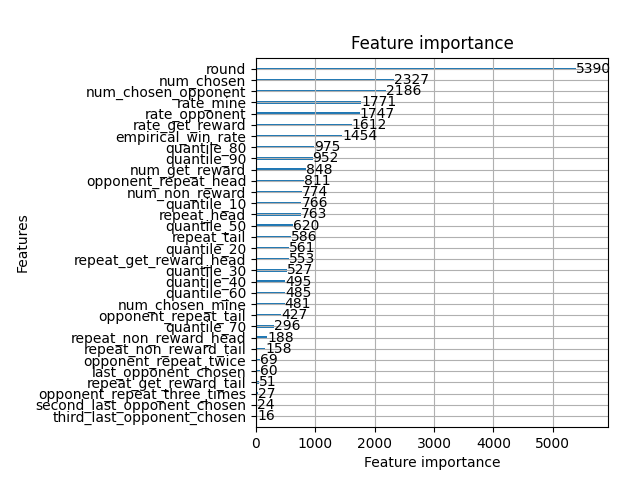 Feature importance
round 5390
num_chosen 2327
num_chosen_opponent 2186
rate_mine 1771
rate_opponent 1747
rate_get_reward 1612
empirical_win_rate 1454
quantile_80 975
quantile_90 952
num_get_reward 848
opponent_repeat_head 811
num_non_reward 774
quantile_10 766
repeat_head 763
quantile_50 620
repeat_tail 586
quantile_20 561
repeat_get_reward_head 553
quantile_30 527
quantile_40 495
quantile_60 485
num_chosen_mine 481
opponent_repeat_tail 427
quantile_70 296
repeat_non_reward_head 188
repeat_non_reward_tail 158
opponent_repeat_twice 69
last_opponent_chosen 60
repeat_get_reward_tail 51
opponent_repeat_three_times 27
second_last_opponent_chosen 24
third_last_opponent_chosen 16
Features
0 1000 2000 3000 4000 5000
Feature importance